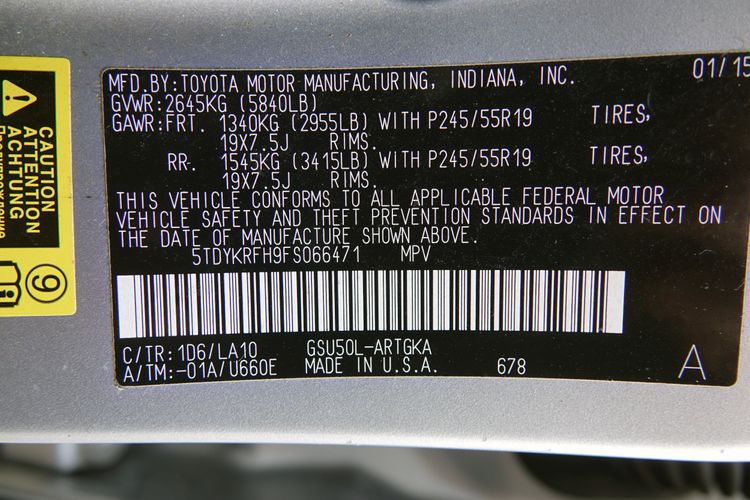 MFD.BY:TOYOTA MOTOR MANUFACTURING, INDIANA, INC. 01/15
GVWR:2645KG (5840LB)
GAWR:FRT. 1340KG (2955LB) WITH P245/55R19 TIRES,
19X7.5J RIMS.
RR. 1545KG (3415LB) WITH P245/55R19 TIRES,
19X7.5J RIMS.
THIS VEHICLE CONFORMS TO ALL APPLICABLE FEDERAL MOTOR
VEHICLE SAFETY AND THEFT PREVENTION STANDARDS IN EFFECT ON
THE DATE OF MANUFACTURE SHOWN ABOVE.
5TDYKRFH9FS066471 MPV
C/TR:1D6/LA10 GSU50L-ARTGKA
A/TM:-01A/U660E MADE IN U.S.A. 678 A
CAUTION
ATTENTION
ACHTUNG
9